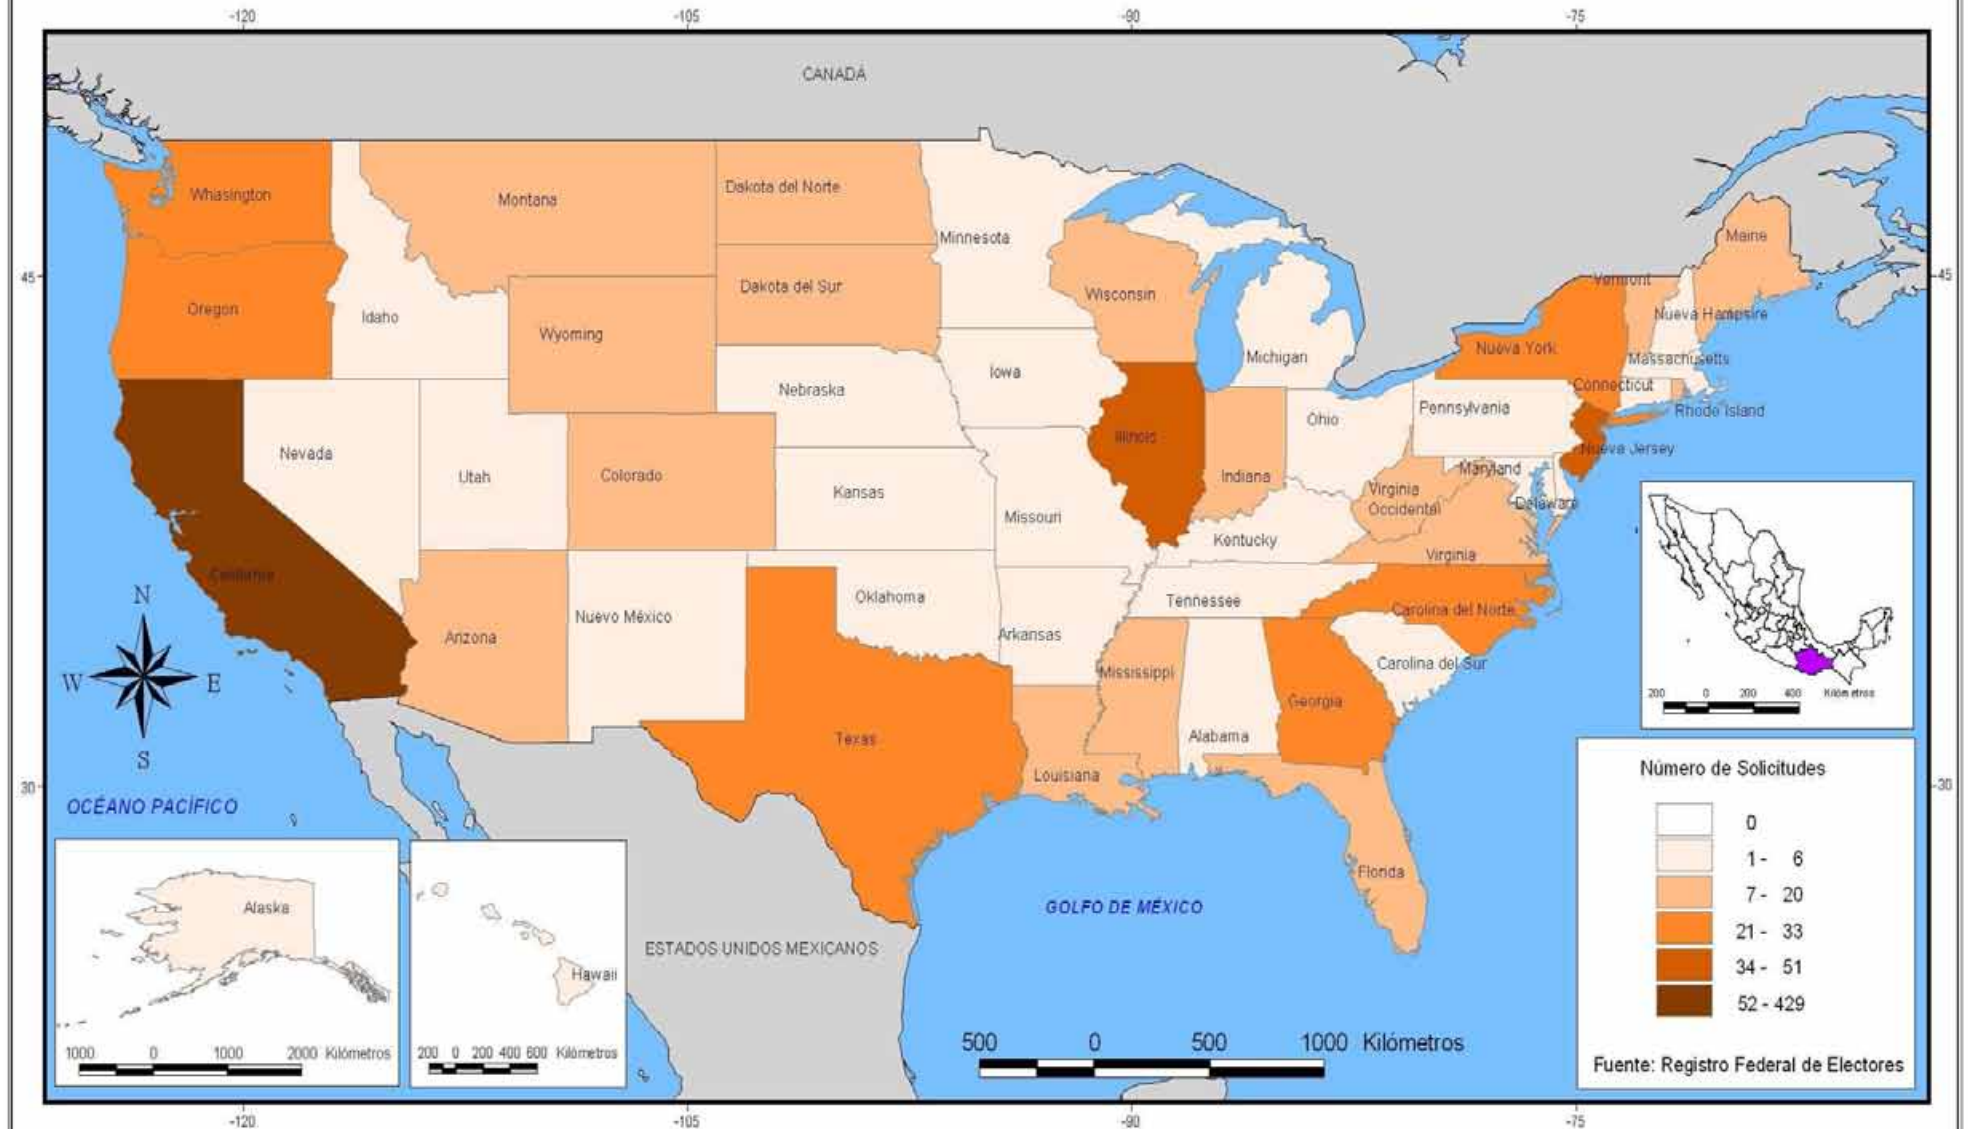 -120 -105 -90 -75
CANADÁ
Whasington
Montana
Dakota del Norte
Minnesota
Maine
45
45
Vermont
Dakota del Sur
Wisconsin
Oregon
Idaho
Nueva Hampsire
Wyoming
Nueva York
Michigan
Massachusetts
Iowa
Connecticut
Nebraska
Pennsylvania
Rhode Island
Ohio
Illinois
Nueva Jersey
Nevada
Maryland
Utah
Colorado
Indiana
Kansas
Virginia
Occidental
Delaware
Missouri
Kentucky
Virginia
California
N
Oklahoma
Tennessee
Carolina del Norte
Nuevo México
Arizona
Arkansas
Carolina del Sur
Mississippi
W E
200 0 200 400 Kilómetros
Georgia
Texas
Alabama
S
Louisiana
30
-30
OCÉANO PACÍFICO
Florida
GOLFO DE MÉXICO
ESTADOS UNIDOS MEXICANOS
Alaska
Hawaii
1000 0 1000 2000 Kilómetros
200 0 200 400 600 Kilómetros
500 0 500 1000 Kilómetros
Número de Solicitudes
0
1 - 6
7 - 20
21 - 33
34 - 51
52 - 429
Fuente: Registro Federal de Electores
-120 -105 -90 -75